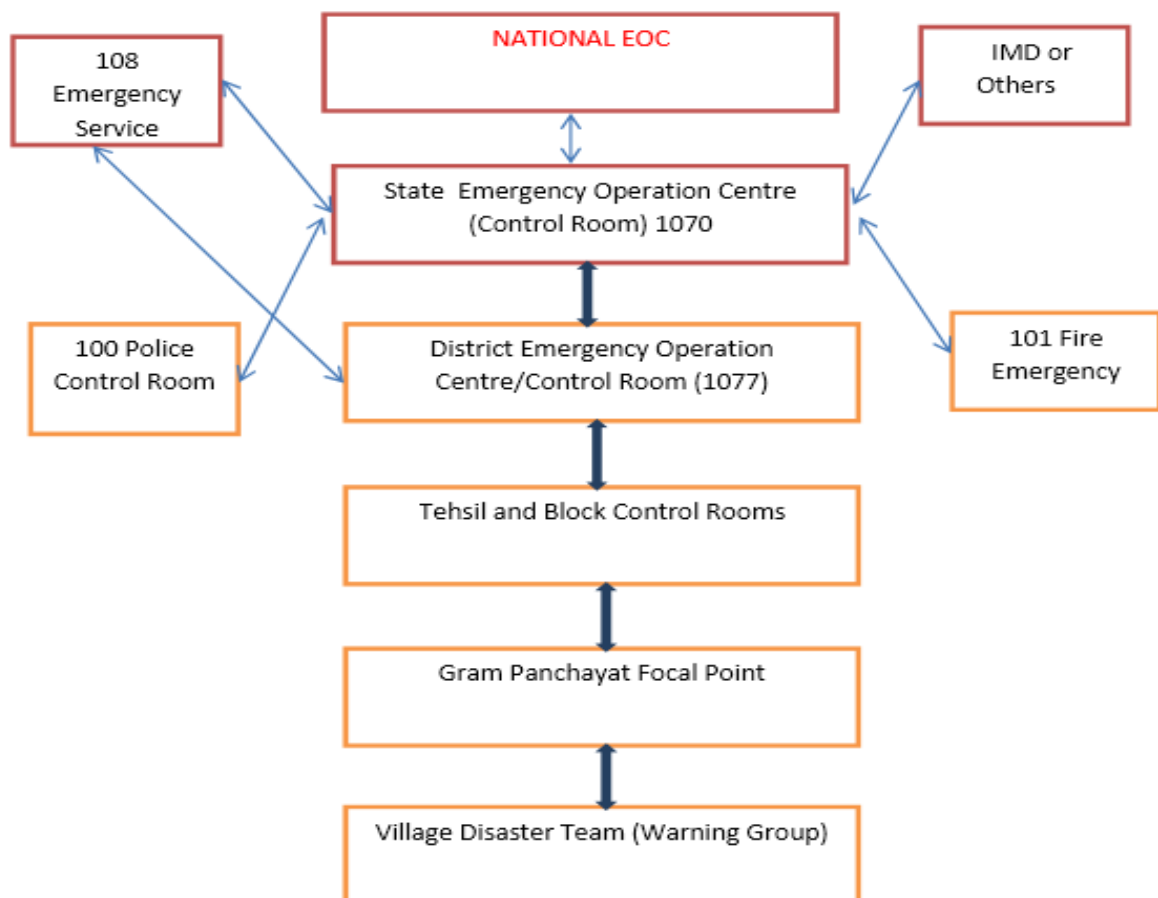 NATIONAL EOC
108
Emergency
Service
IMD or
Others
State Emergency Operation Centre
(Control Room) 1070
100 Police
Control Room
District Emergency Operation
Centre/Control Room (1077)
101 Fire
Emergency
Tehsil and Block Control Rooms
Gram Panchayat Focal Point
Village Disaster Team (Warning Group)